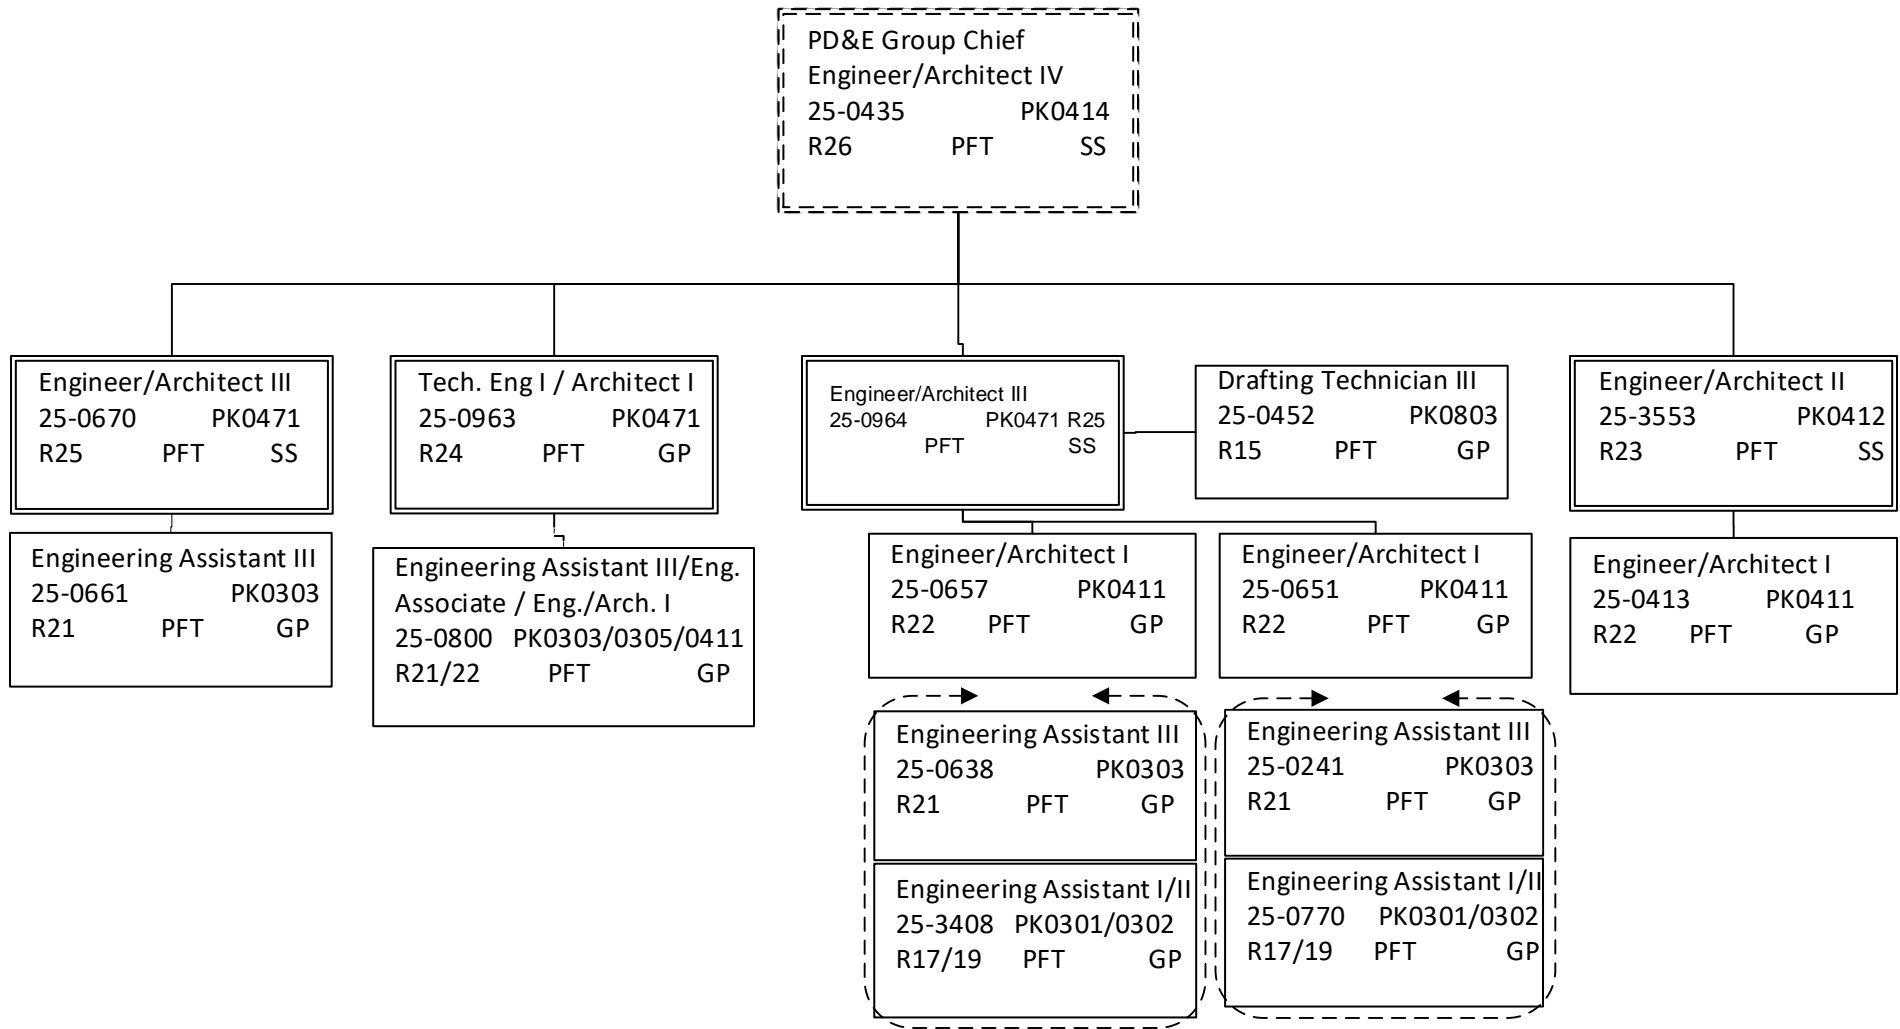 PD&E Group Chief
Engineer/Architect IV
25-0435 PK0414
R26 PFT SS
Engineer/Architect III
25-0670 PK0471
R25 PFT SS
Tech. Eng I / Architect I
25-0963 PK0471
R24 PFT GP
Engineer/Architect III
25-0964 PK0471 R25
PFT SS
Drafting Technician III
25-0452 PK0803
R15 PFT GP
Engineer/Architect II
25-3553 PK0412
R23 PFT SS
Engineering Assistant III
25-0661 PK0303
R21 PFT GP
Engineering Assistant III/Eng.
Associate / Eng./Arch. I
25-0800 PK0303/0305/0411
R21/22 PFT GP
Engineer/Architect I
25-0657 PK0411
R22 PFT GP
Engineer/Architect I
25-0651 PK0411
R22 PFT GP
Engineer/Architect I
25-0413 PK0411
R22 PFT GP
Engineering Assistant III
25-0638 PK0303
R21 PFT GP
Engineering Assistant III
25-0241 PK0303
R21 PFT GP
Engineering Assistant I/II
25-3408 PK0301/0302
R17/19 PFT GP
Engineering Assistant I/II
25-0770 PK0301/0302
R17/19 PFT GP